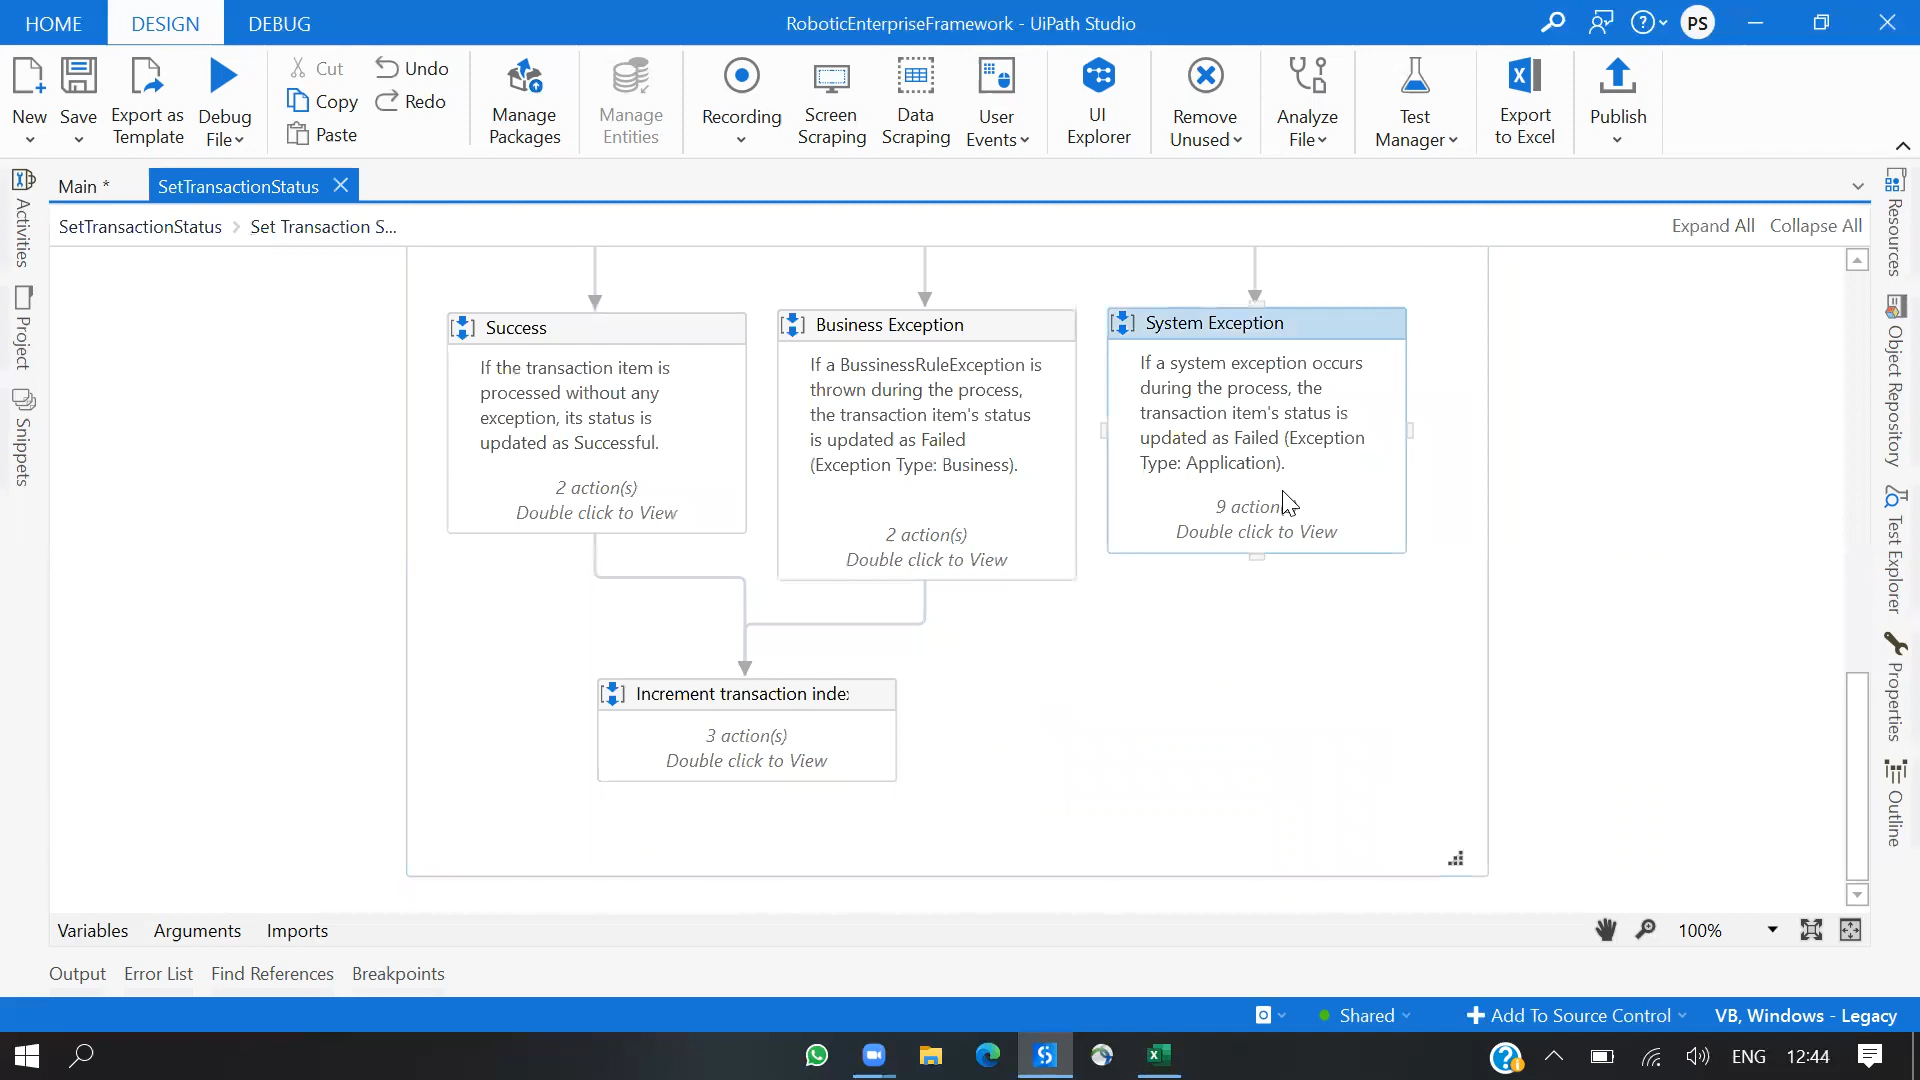 HOME
DESIGN
DEBUG
RoboticEnterpriseFramework - UiPath Studio
PS
New
Save
Export as
Template
Debug
File
Cut
Copy
Paste
Undo
Redo
Manage
Packages
Manage
Entities
Recording
Screen
Scraping
Data
Scraping
User
Events
UI
Explorer
Remove
Unused
Analyze
File
Test
Manager
Export
to Excel
Publish
Main *
SetTransactionStatus
SetTransactionStatus
Set Transaction S...
Expand All
Collapse All
Activities
Project
Snippets
Resources
Object Repository
Test Explorer
Properties
Outline
Success
If the transaction item is
processed without any
exception, its status is
updated as Successful.
2 action(s)
Double click to View
Business Exception
If a BussinessRuleException is
thrown during the process,
the transaction item's status
is updated as Failed
(Exception Type: Business).
2 action(s)
Double click to View
System Exception
If a system exception occurs
during the process, the
transaction item's status is
updated as Failed (Exception
Type: Application).
9 action
Double click to View
Increment transaction index
3 action(s)
Double click to View
Variables
Arguments
Imports
100%
Output
Error List
Find References
Breakpoints
Shared
Add To Source Control
VB, Windows - Legacy
ENG
12:44